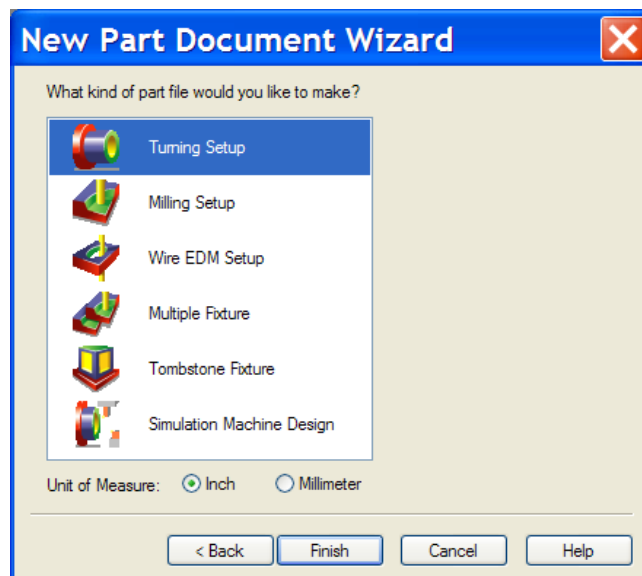 New Part Document Wizard
What kind of part file would you like to make?
Turning Setup
Milling Setup
Wire EDM Setup
Multiple Fixture
Tombstone Fixture
Simulation Machine Design
Unit of Measure: Inch Millimeter
< Back Finish Cancel Help